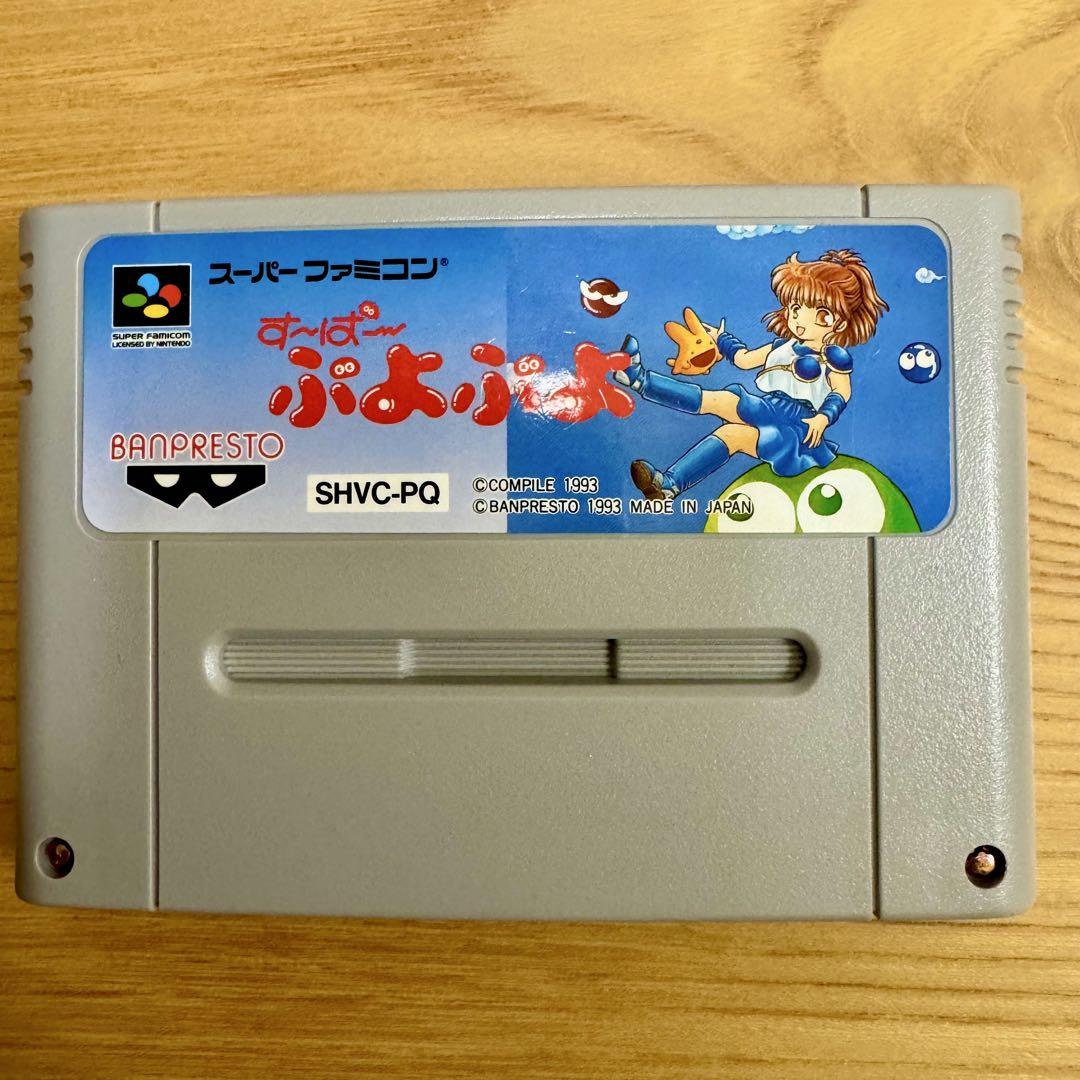 スーパーファミコン®
SUPER FAMICOM
LICENSED BY NINTENDO
す〜ぱ〜
ぷよぷよ
BANPRESTO
SHVC-PQ
©COMPILE 1993
©BANPRESTO 1993 MADE IN JAPAN